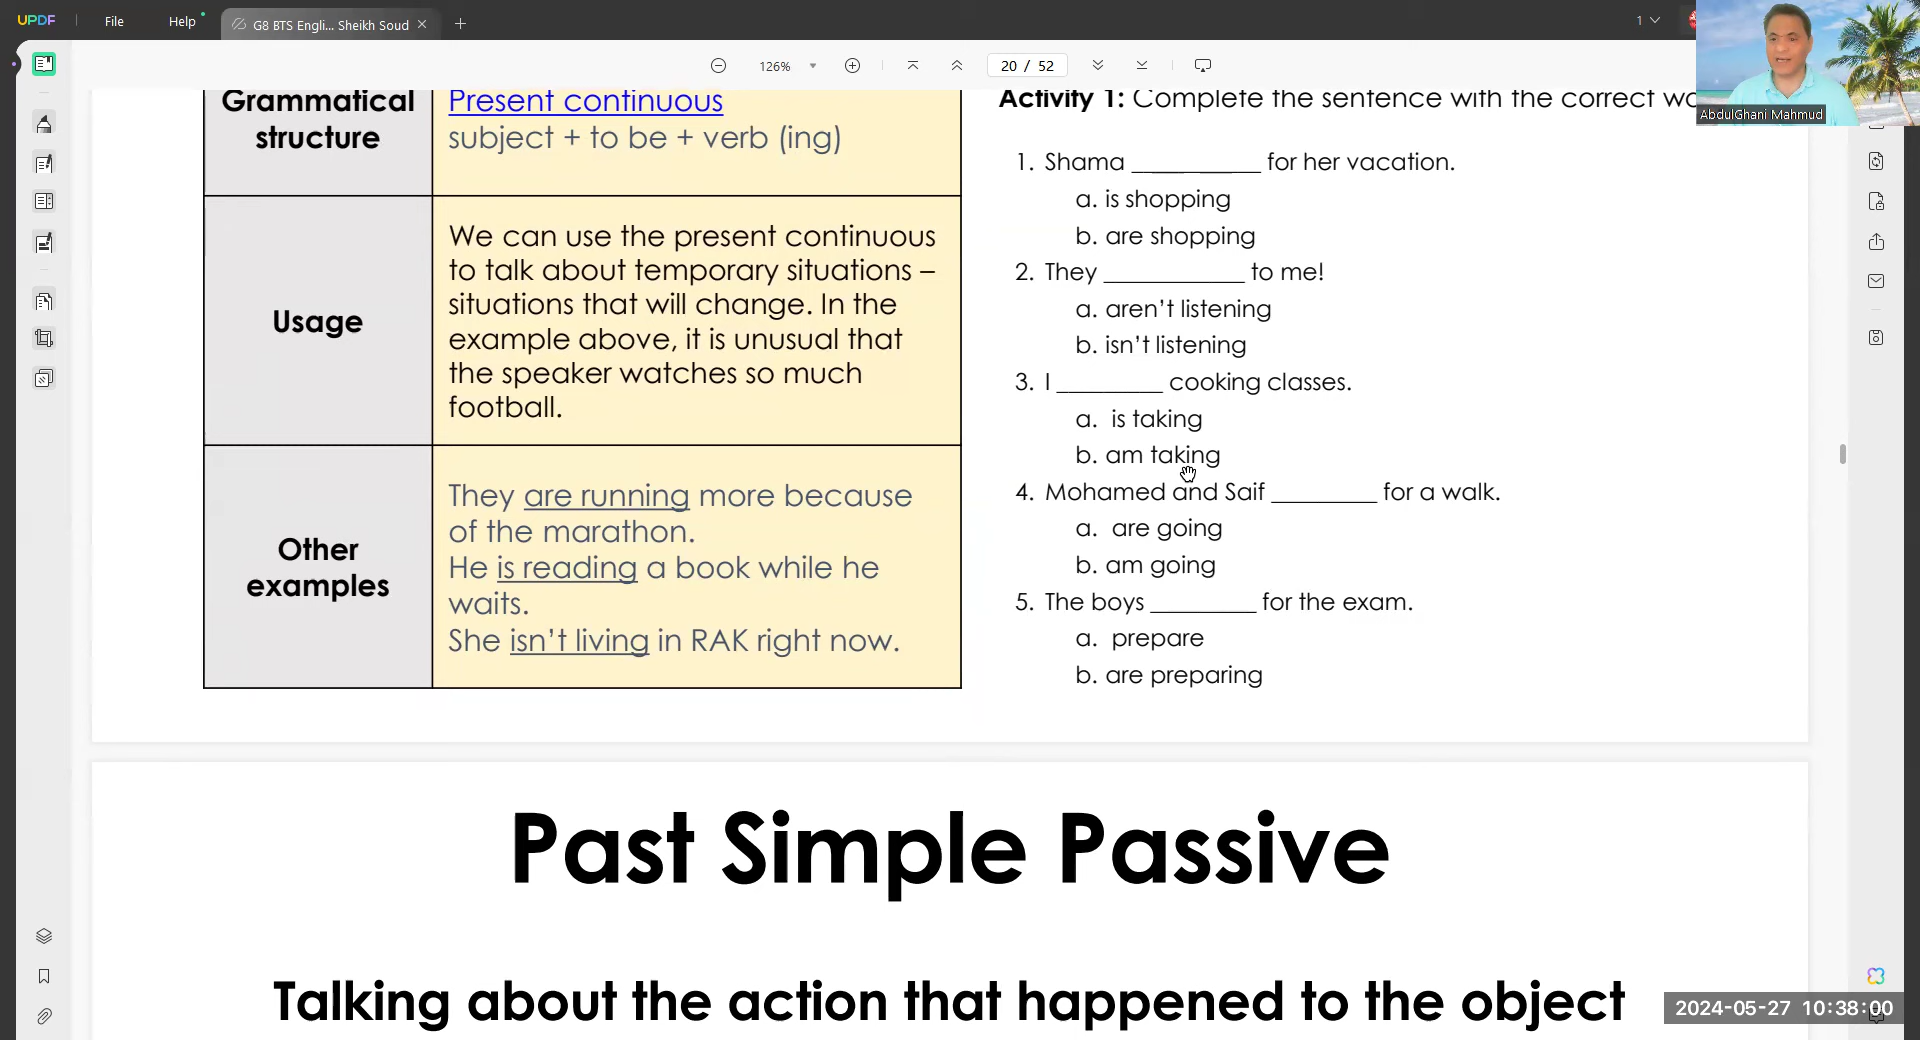 UPDF
File
Help
G8 BTS Engli... Sheikh Soud
126%
20 / 52
1
AbdulGhani Mahmud
Grammatical
structure
Present continuous
subject + to be + verb (ing)
Usage
We can use the present continuous
to talk about temporary situations –
situations that will change. In the
example above, it is unusual that
the speaker watches so much
football.
Other
examples
They are running more because
of the marathon.
He is reading a book while he
waits.
She isn’t living in RAK right now.
Activity 1: Complete the sentence with the correct
1. Shama __________ for her vacation.
a. is shopping
b. are shopping
2. They ___________ to me!
a. aren’t listening
b. isn’t listening
3. I ________ cooking classes.
a. is taking
b. am taking
4. Mohamed and Saif ________ for a walk.
a. are going
b. am going
5. The boys ________ for the exam.
a. prepare
b. are preparing
Past Simple Passive
Talking about the action that happened to the object
2024-05-27 10:38:00